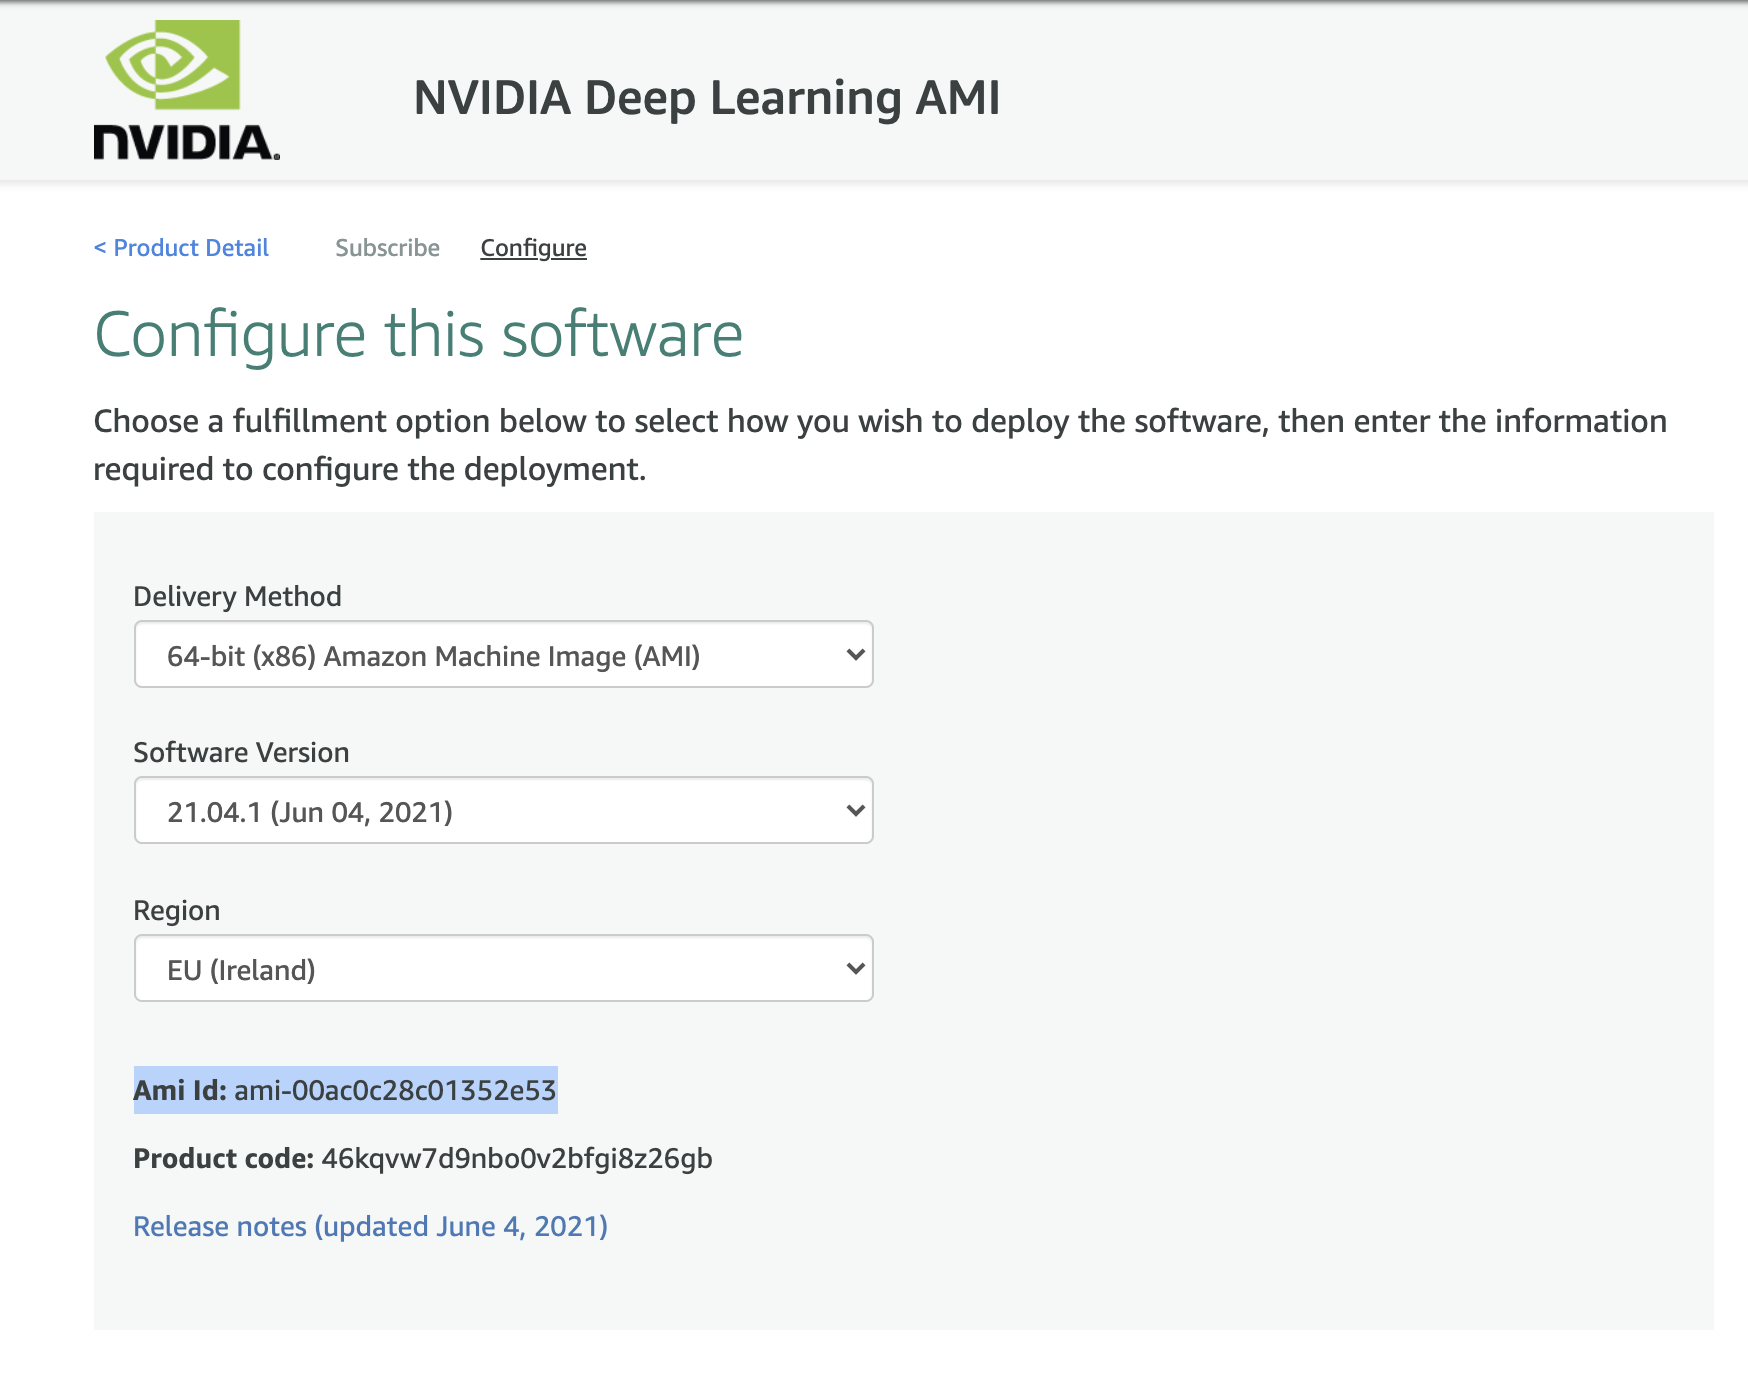 NVIDIA.
NVIDIA Deep Learning AMI
< Product Detail Subscribe Configure
Configure this software
Choose a fulfillment option below to select how you wish to deploy the software, then enter the information
required to configure the deployment.
Delivery Method
64-bit (x86) Amazon Machine Image (AMI)
Software Version
21.04.1 (Jun 04, 2021)
Region
EU (Ireland)
Ami Id: ami-00ac0c28c01352e53
Product code: 46kqvw7d9nbo0v2bfgi8z26gb
Release notes (updated June 4, 2021)